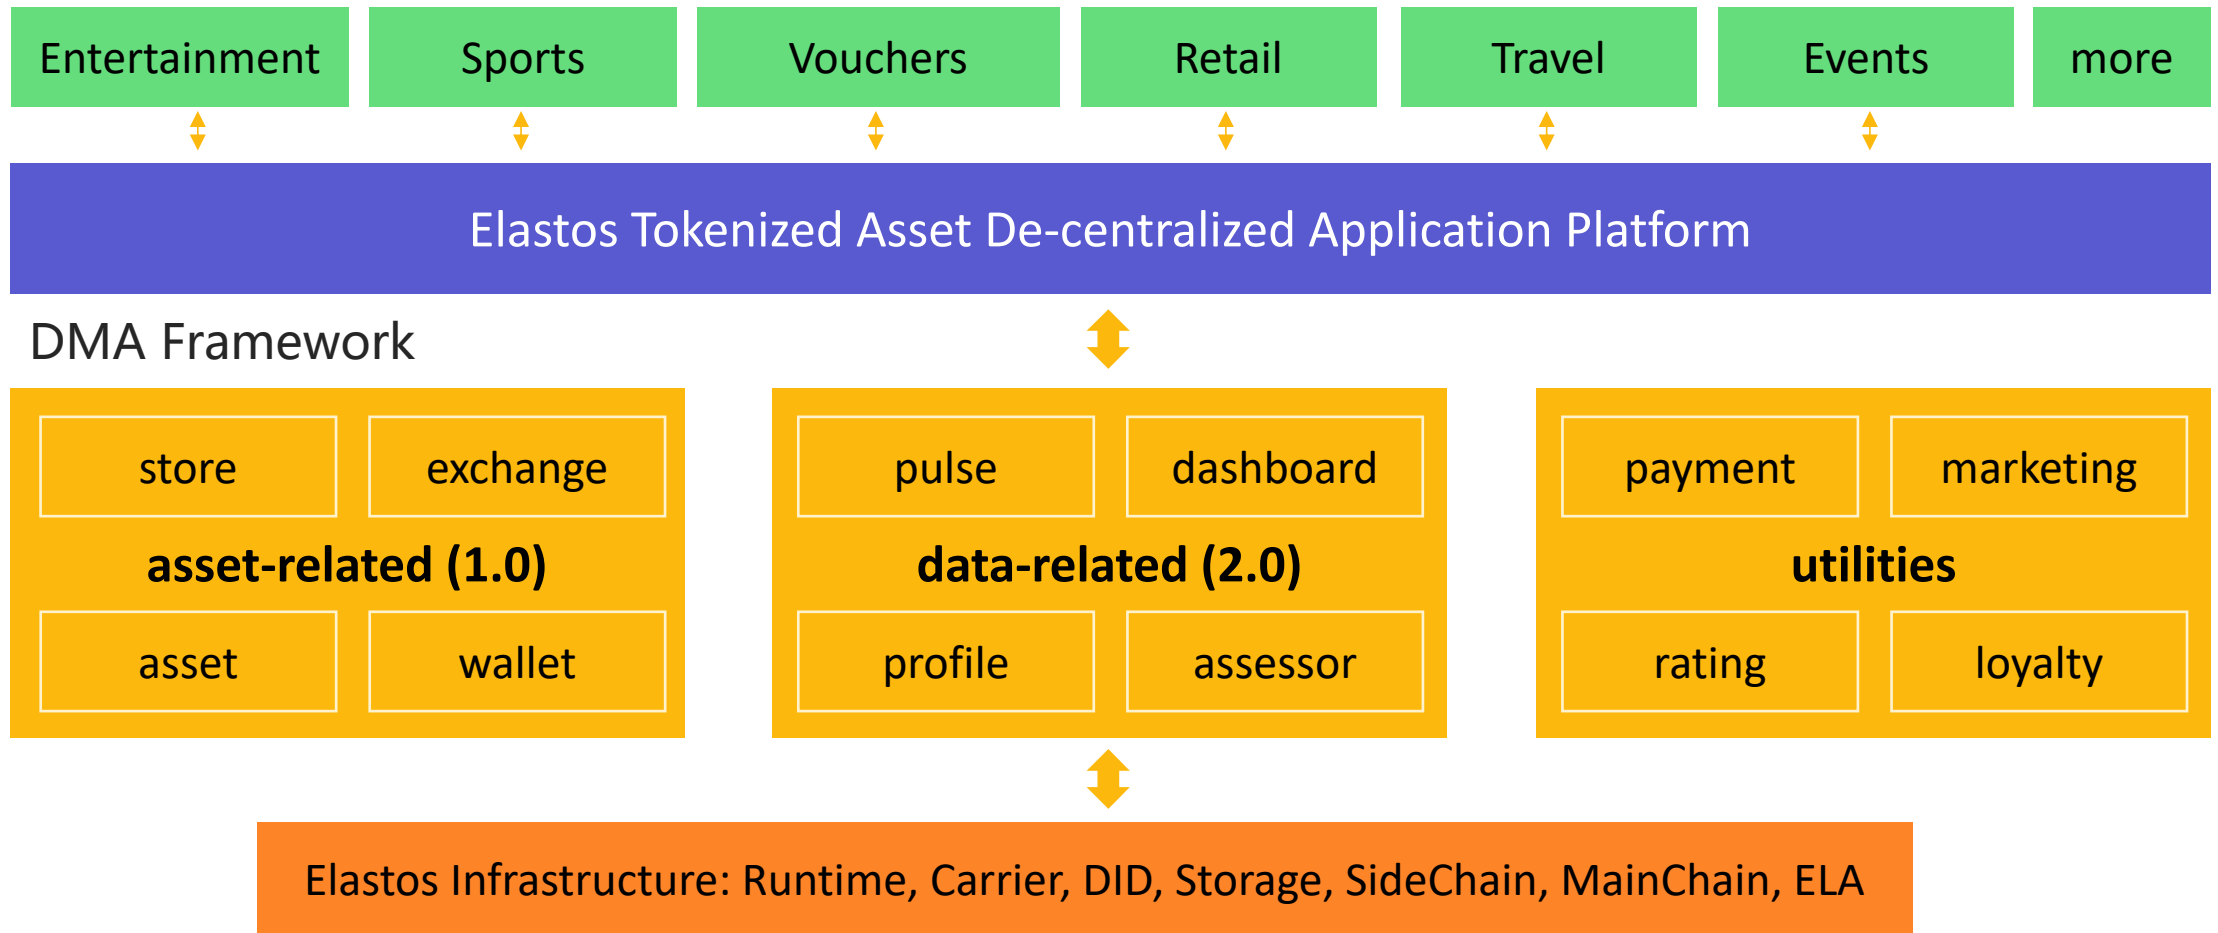 Entertainment
Sports
Vouchers
Retail
Travel
Events
more
Elastos Tokenized Asset De-centralized Application Platform
DMA Framework
store
exchange
asset-related (1.0)
asset
wallet
pulse
dashboard
data-related (2.0)
profile
assessor
payment
marketing
utilities
rating
loyalty
Elastos Infrastructure: Runtime, Carrier, DID, Storage, SideChain, MainChain, ELA